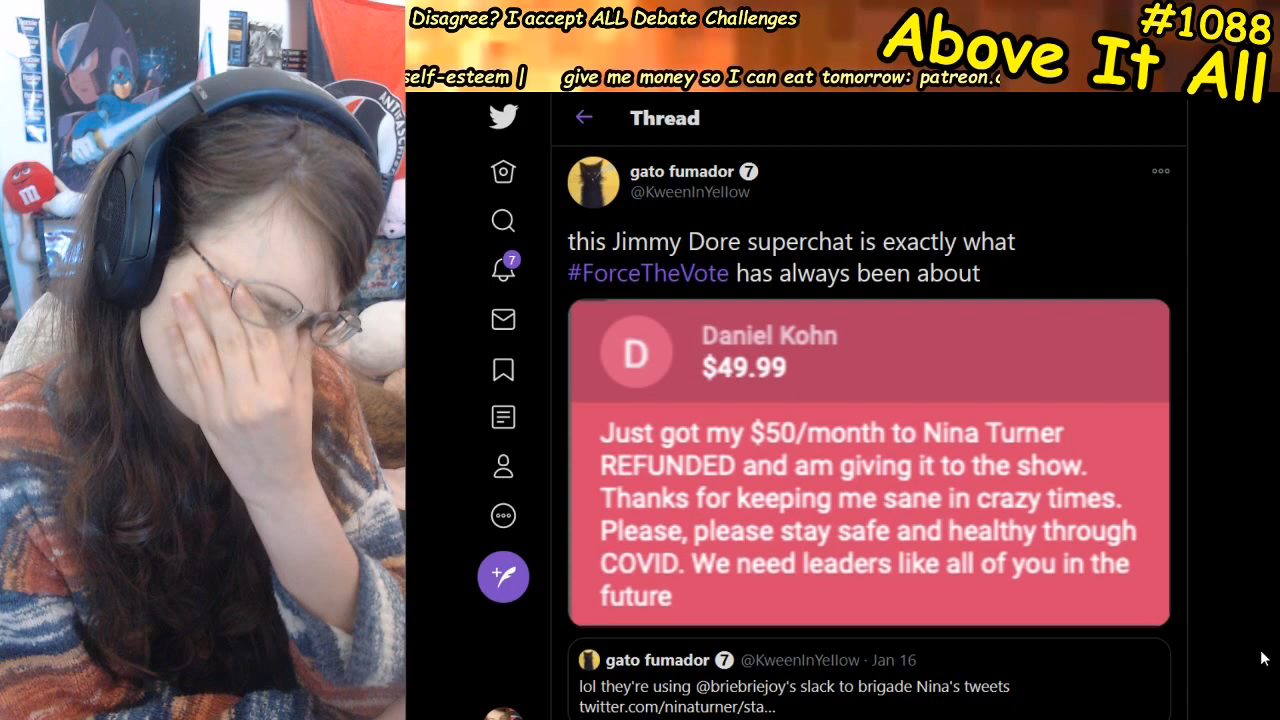 Disagree? I accept ALL Debate Challenges
#1088
Above It All
self-esteem |
give me money so I can eat tomorrow: patreon.c
Thread
gato fumador 7
@KweenInYellow
this Jimmy Dore superchat is exactly what
#ForceTheVote has always been about
7
D
Daniel Kohn
$49.99
Just got my $50/month to Nina Turner
REFUNDED and am giving it to the show.
Thanks for keeping me sane in crazy times.
Please, please stay safe and healthy through
COVID. We need leaders like all of you in the
future
gato fumador 7 @KweenInYellow · Jan 16
lol they're using @briebriejoy's slack to brigade Nina's tweets
twitter.com/ninaturner/sta...
m